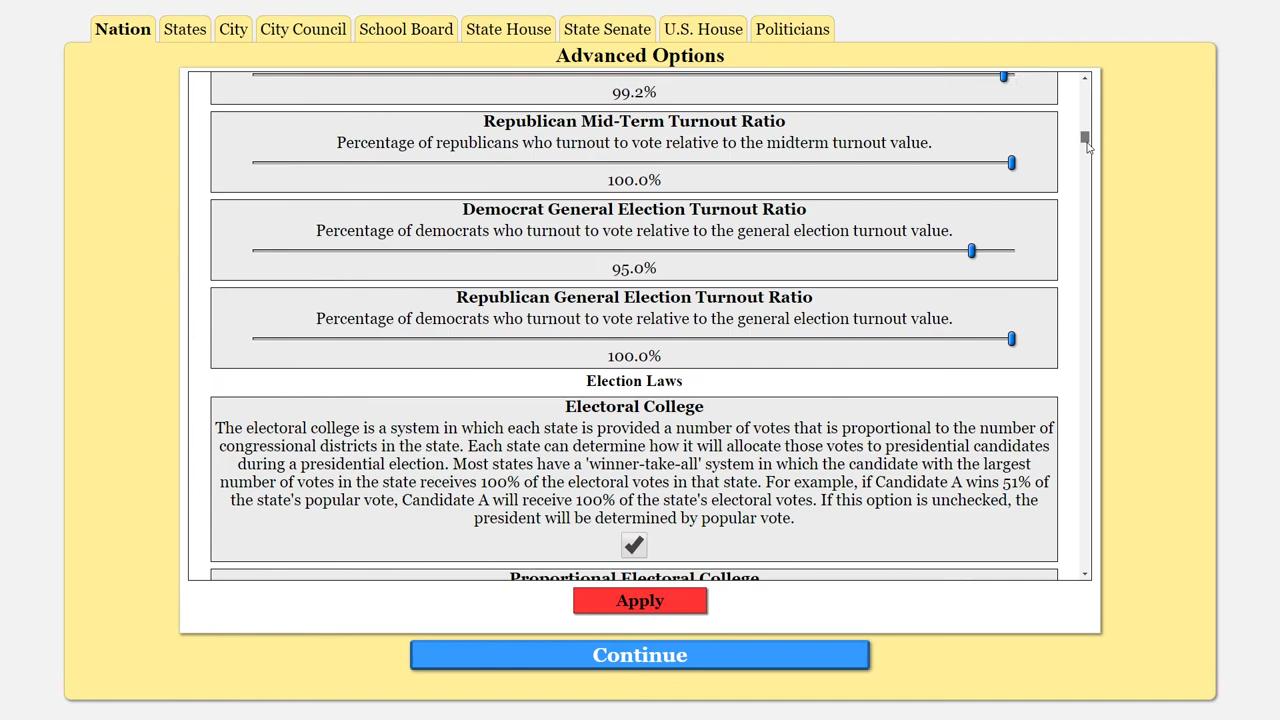 Nation States City City Council School Board State House State Senate U.S. House Politicians
Advanced Options
99.2%
Republican Mid-Term Turnout Ratio
Percentage of republicans who turnout to vote relative to the midterm turnout value.
100.0%
Democrat General Election Turnout Ratio
Percentage of democrats who turnout to vote relative to the general election turnout value.
95.0%
Republican General Election Turnout Ratio
Percentage of democrats who turnout to vote relative to the general election turnout value.
100.0%
Election Laws
Electoral College
The electoral college is a system in which each state is provided a number of votes that is proportional to the number of
congressional districts in the state. Each state can determine how it will allocate those votes to presidential candidates
during a presidential election. Most states have a 'winner-take-all' system in which the candidate with the largest
number of votes in the state receives 100% of the electoral votes in that state. For example, if Candidate A wins 51% of
the state's popular vote, Candidate A will receive 100% of the state's electoral votes. If this option is unchecked, the
president will be determined by popular vote.
Proportional Electoral College
Apply
Continue